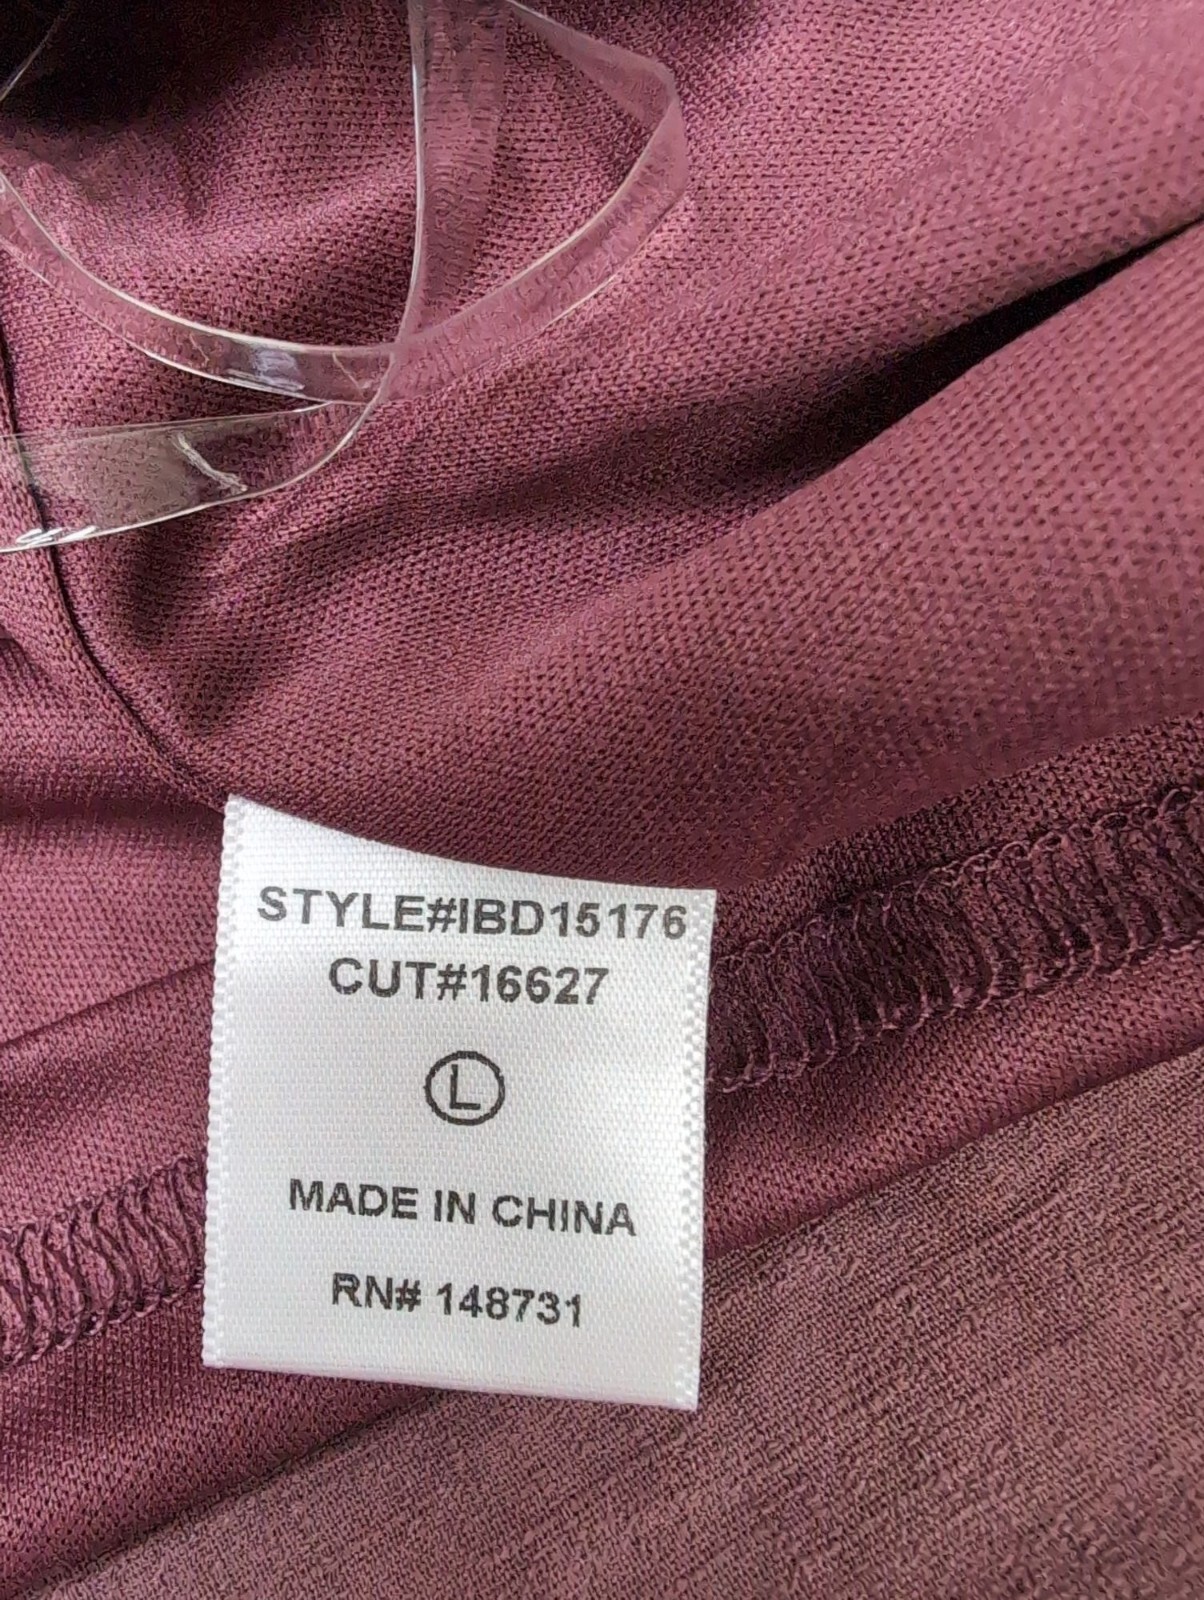 STYLE#IBD15176
CUT#16627
L
MADE IN CHINA
RN# 148731